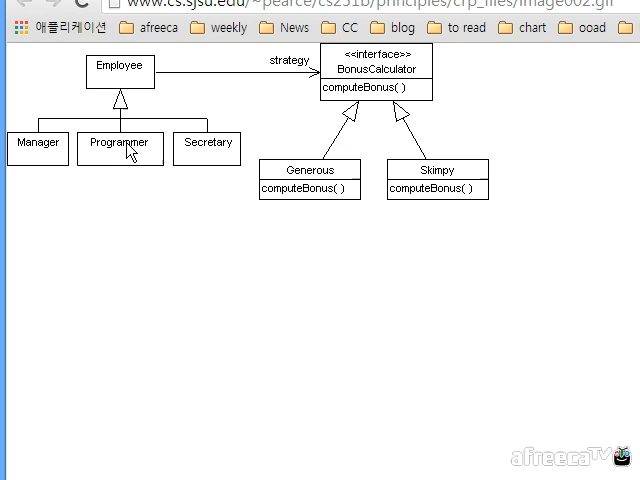 www.cs.sjsu.edu/~pearce/cs251b/principles/crp_files/image002.gif
애플리케이션 afreeca weekly News CC blog to read chart ooad
Employee
strategy
<<interface>>
BonusCalculator
computeBonus( )
Manager
Programmer
Secretary
Generous
computeBonus( )
Skimpy
computeBonus( )
afreecaTV